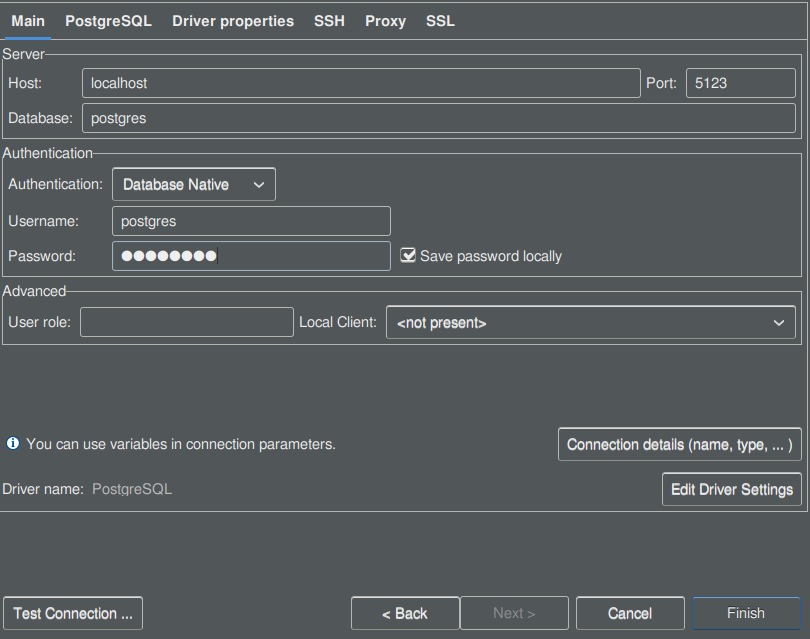 Main PostgreSQL Driver properties SSH Proxy SSL
Server
Host: localhost Port: 5123
Database: postgres
Authentication
Authentication: Database Native
Username: postgres
Password: ●●●●●●●● Save password locally
Advanced
User role: Local Client: <not present>
You can use variables in connection parameters. Connection details (name, type, ... )
Driver name: PostgreSQL Edit Driver Settings
Test Connection ... < Back Next > Cancel Finish